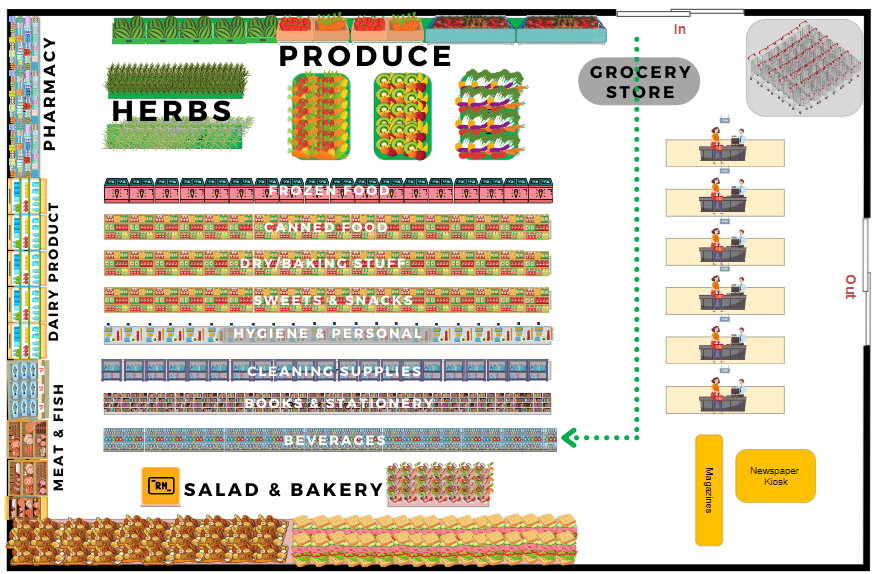 In
PRODUCE
GROCERY
STORE
PHARMACY
HERBS
FROZEN FOOD
CANNED FOOD
DRY/BAKING STUFF
SWEETS & SNACKS
HYGIENE & PERSONAL
CLEANING SUPPLIES
BOOKS & STATIONERY
BEVERAGES
DAIRY PRODUCT
MEAT & FISH
Out
SALAD & BAKERY
RM
Magazines
Newspaper
Kiosk